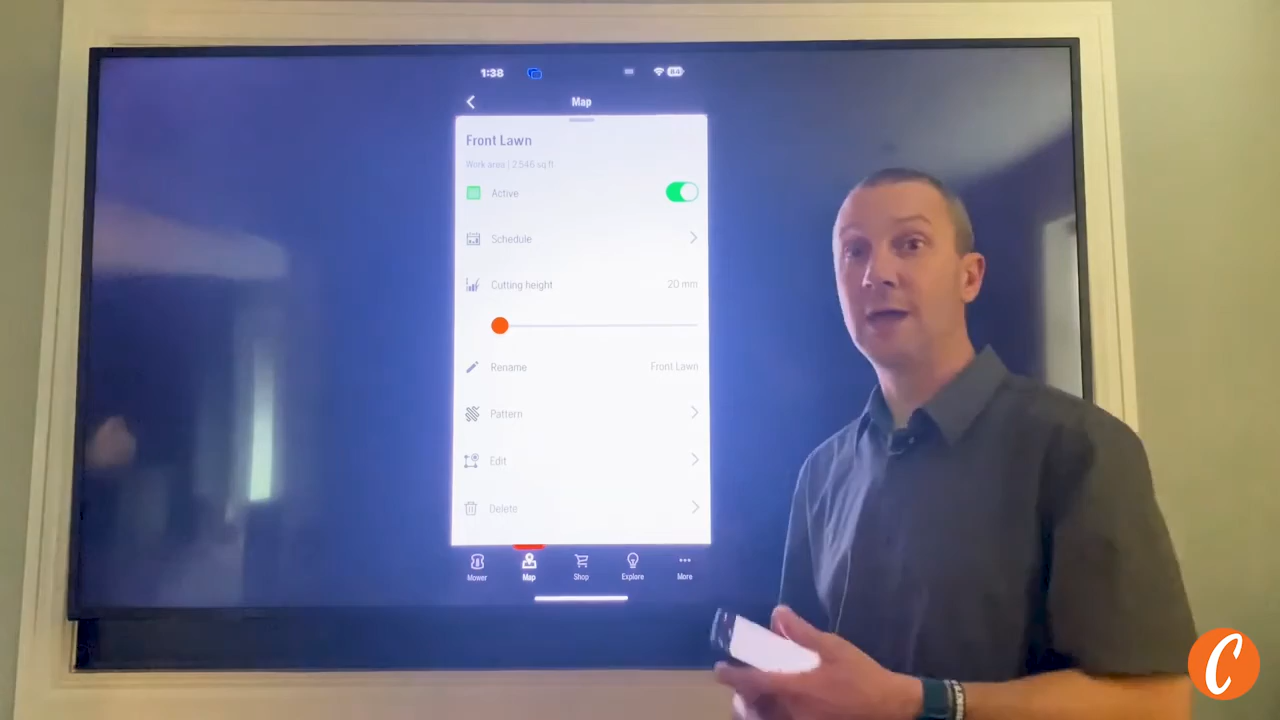 1:38
84
Map
Front Lawn
Work area | 2,546 sq ft
Active
Schedule
Cutting height 20 mm
Rename Front Lawn
Pattern
Edit
Delete
Mower Map Shop Explore More
C